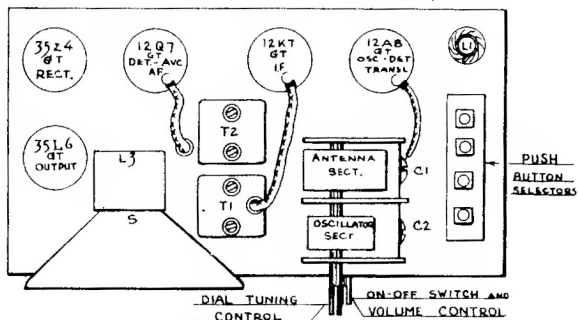 35Z4
GT
RECT.
12Q7
GT
DET.-AVC
AF
12K7
GT
I.F.
12A8
GT
OSC-DET
TRANSL
L1
35L6
GT
OUTPUT
L3
S
T2
T1
ANTENNA
SECT.
C1
OSCILLATOR
SECT
C2
PUSH
BUTTON
SELECTORS
DIAL TUNING
CONTROL
ON-OFF SWITCH AND
VOLUME CONTROL